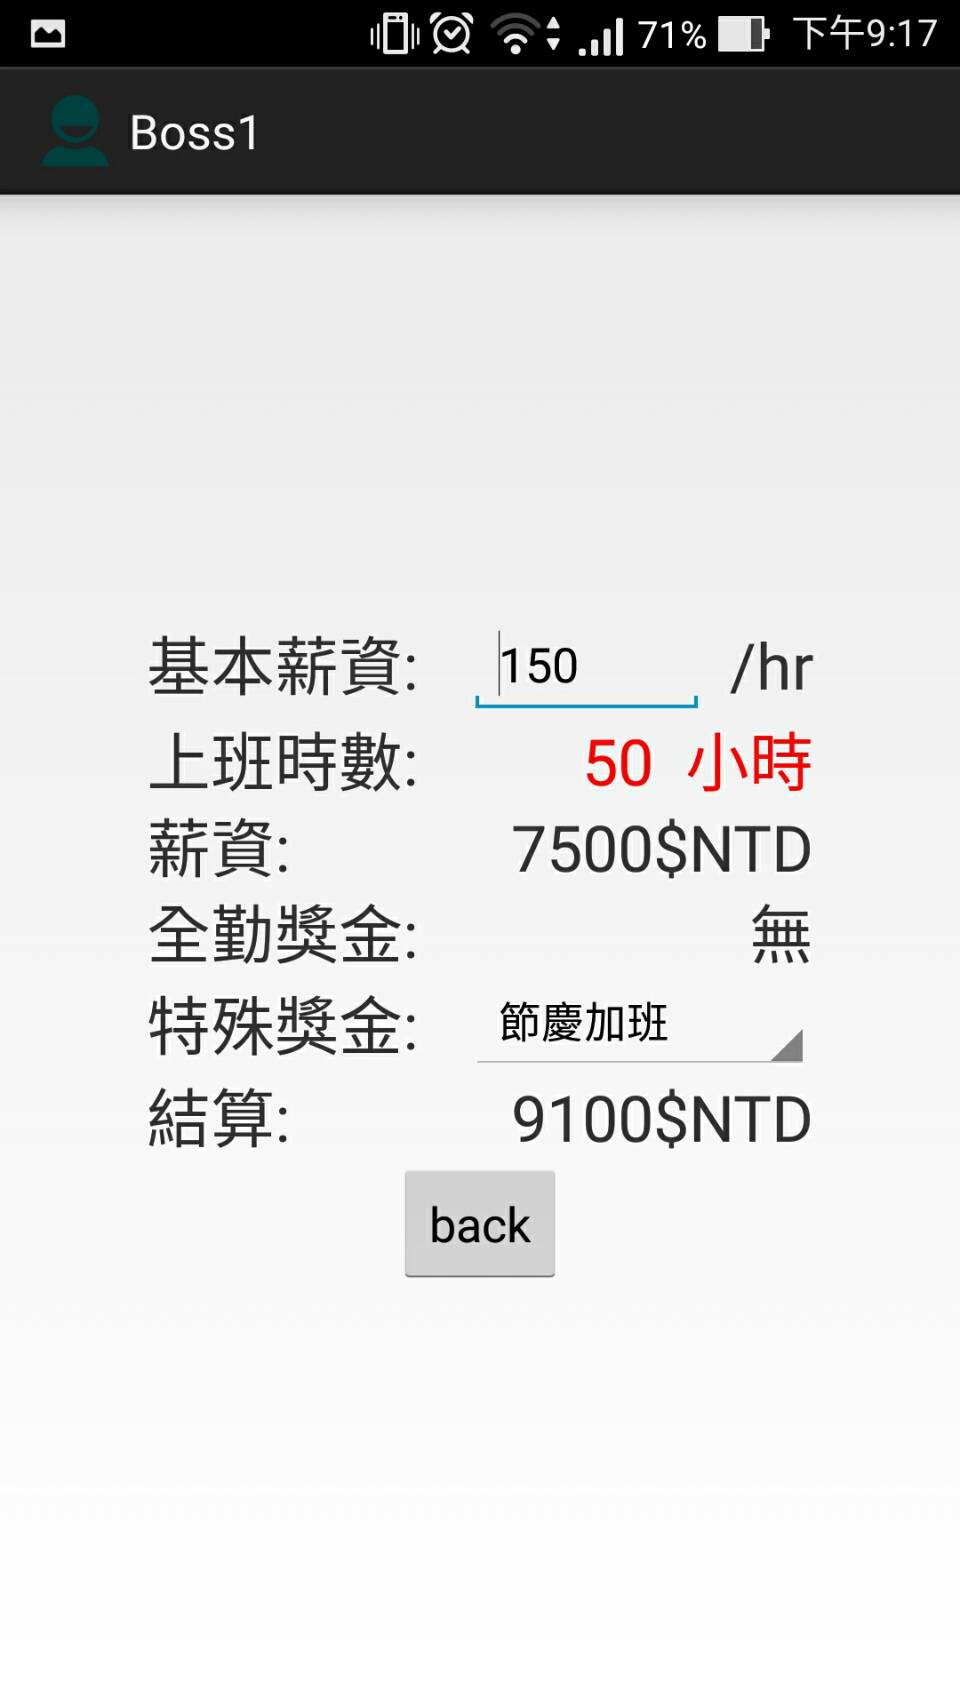 71% 下午9:17
Boss1
基本薪資: 150 /hr
上班時數: 50 小時
薪資: 7500$NTD
全勤獎金: 無
特殊獎金: 節慶加班
結算: 9100$NTD
back